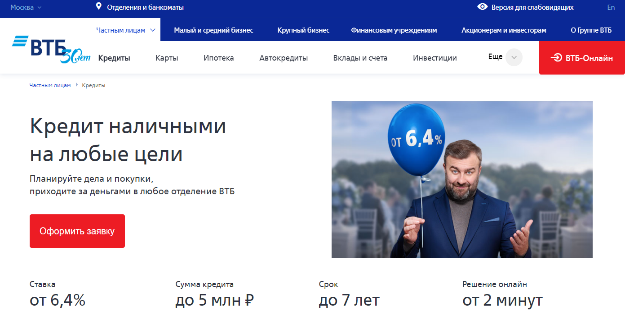 Москва
Отделения и банкоматы
Версия для слабовидящих
En
Частным лицам
Малый и средний бизнес
Крупный бизнес
Финансовым учреждениям
Акционерам и инвесторам
О Группе ВТБ
ВТБ
50 лет
Кредиты
Карты
Ипотека
Автокредиты
Вклады и счета
Инвестиции
Еще
ВТБ-Онлайн
Частным лицам
Кредиты
Кредит наличными
на любые цели
Планируйте дела и покупки,
приходите за деньгами в любое отделение ВТБ
Оформить заявку
ОТ 6,4%
Ставка
от 6,4%
Сумма кредита
до 5 млн ₽
Срок
до 7 лет
Решение онлайн
от 2 минут